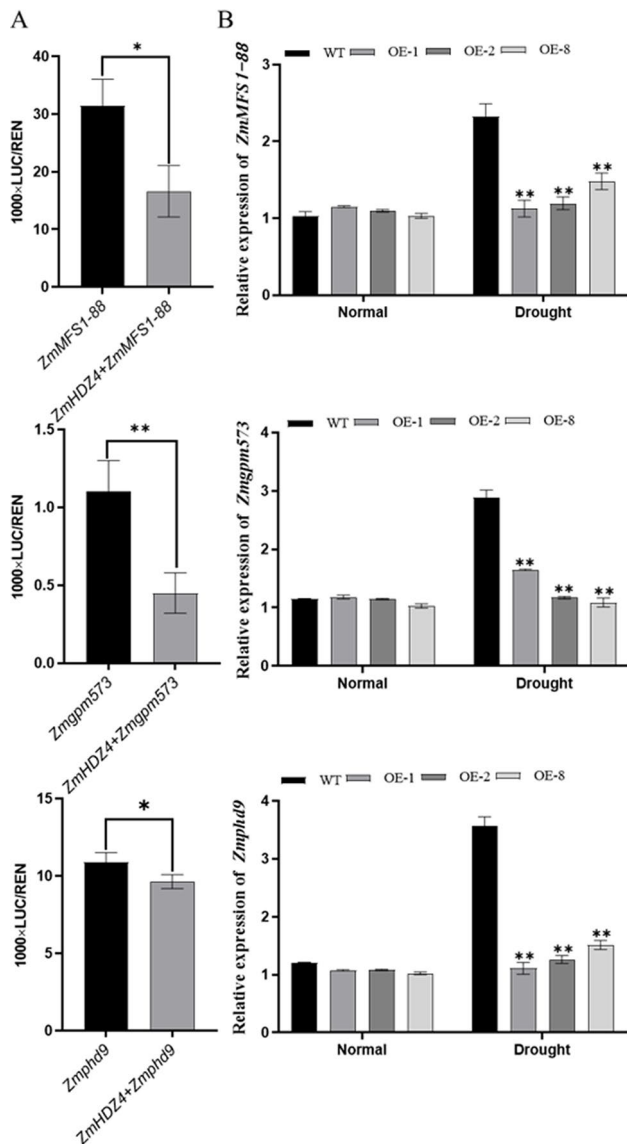 A
B
1000×LUC/REN
40
30
20
10
0
*
ZmMFS1-88
ZmHDZ4+ZmMFS1-88
WT OE-1 OE-2 OE-8
Relative expression of ZmMFS1-88
3
2
1
0
** ** **
Normal Drought
1000×LUC/REN
1.5
1.0
0.5
0.0
**
Zmgpm573
ZmHDZ4+Zmgpm573
WT OE-1 OE-2 OE-8
Relative expression of Zmgpm573
4
3
2
1
0
** ** **
Normal Drought
1000×LUC/REN
15
10
5
0
*
Zmphd9
ZmHDZ4+Zmphd9
WT OE-1 OE-2 OE-8
Relative expression of Zmphd9
4
3
2
1
0
** ** **
Normal Drought